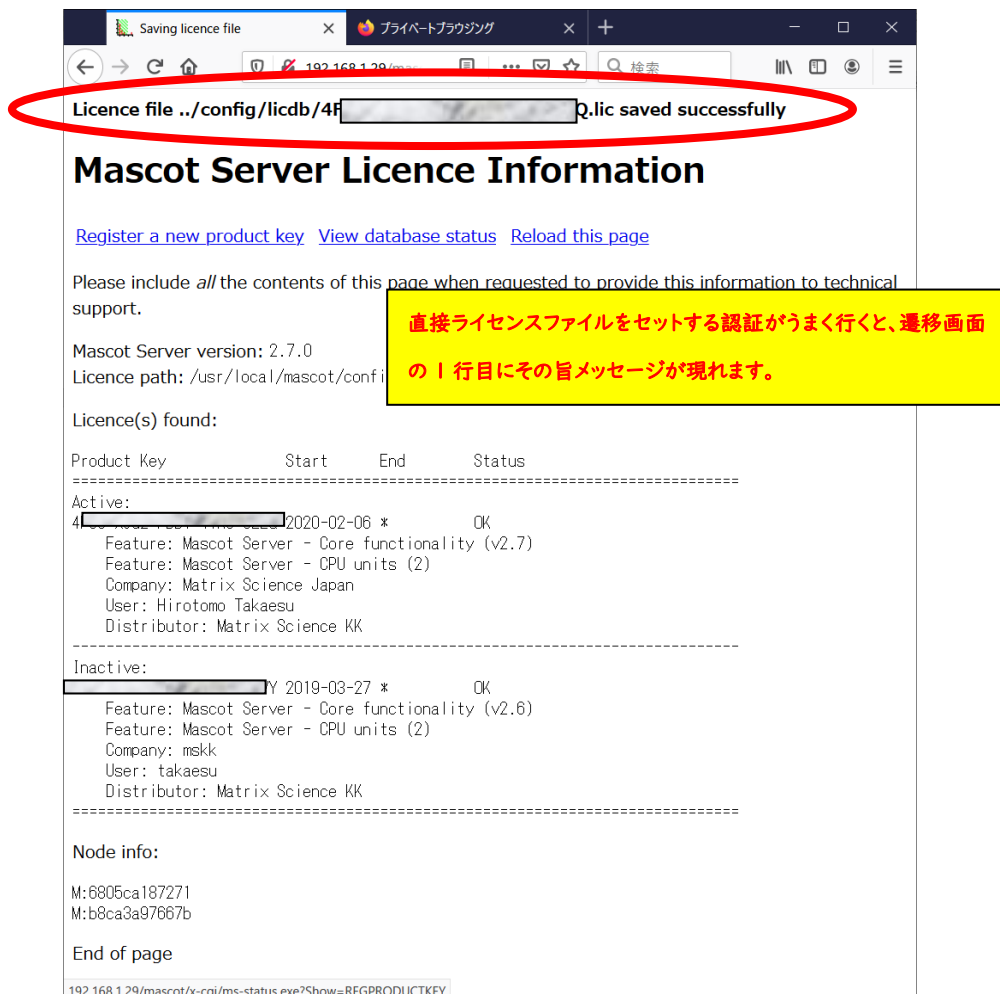 Saving licence file
プライベートブラウジング
192.168.1.29/mas
検索
Licence file ../config/licdb/4F Q.lic saved successfully
Mascot Server Licence Information
Register a new product key View database status Reload this page
Please include all the contents of this page when requested to provide this information to technical
support.
直接ライセンスファイルをセットする認証がうまく行くと、遷移画面
の 1 行目にその旨メッセージが現れます。
Mascot Server version: 2.7.0
Licence path: /usr/local/mascot/confi
Licence(s) found:
Product Key Start End Status
================================================================================
Active:
2020-02-06 * OK
Feature: Mascot Server - Core functionality (v2.7)
Feature: Mascot Server - CPU units (2)
Company: Matrix Science Japan
User: Hirotomo Takaesu
Distributor: Matrix Science KK
--------------------------------------------------------------------------------
Inactive:
Y 2019-03-27 * OK
Feature: Mascot Server - Core functionality (v2.6)
Feature: Mascot Server - CPU units (2)
Company: mskk
User: takaesu
Distributor: Matrix Science KK
================================================================================
Node info:
M:6805ca187271
M:b8ca3a97667b
End of page
192.168.1.29/mascot/x-cgi/ms-status.exe?Show=REGPRODUCTKEY